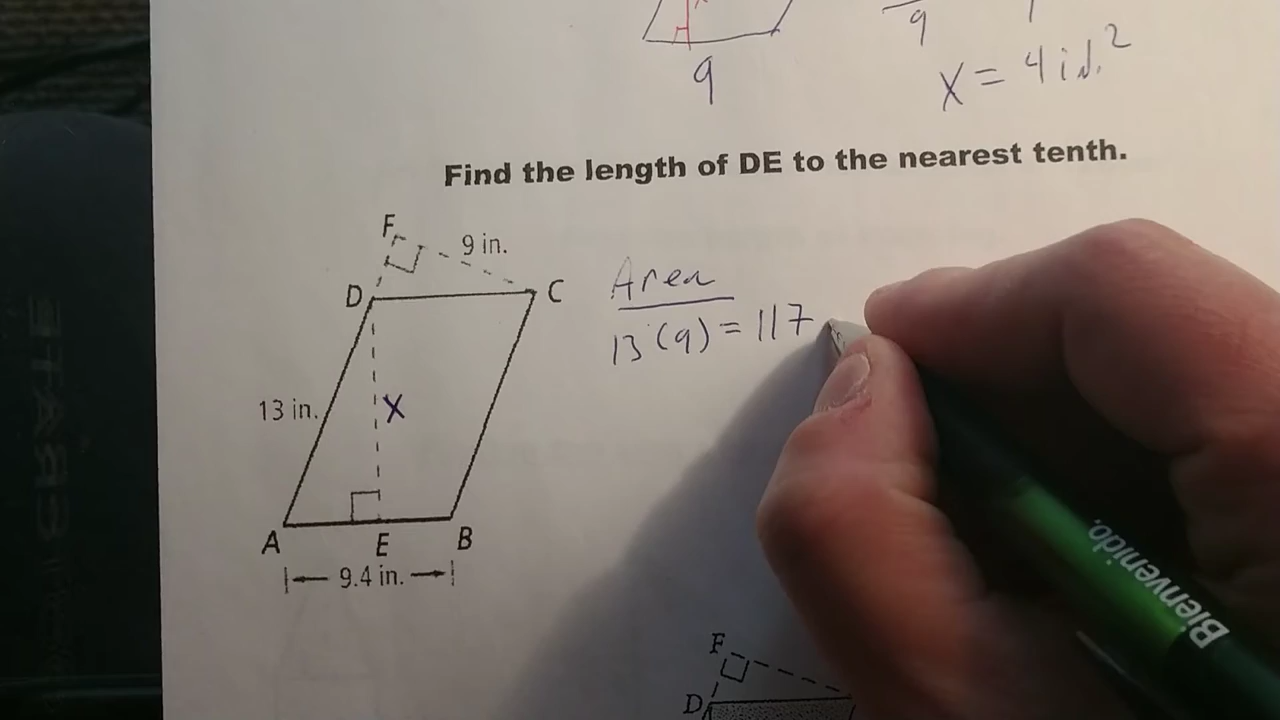 9
9
x = 4 in.²
Find the length of DE to the nearest tenth.
F
9 in.
D
C
Area
13 (9) = 117
13 in.
X
A
E
B
9.4 in.
Bienvenido.
F
D